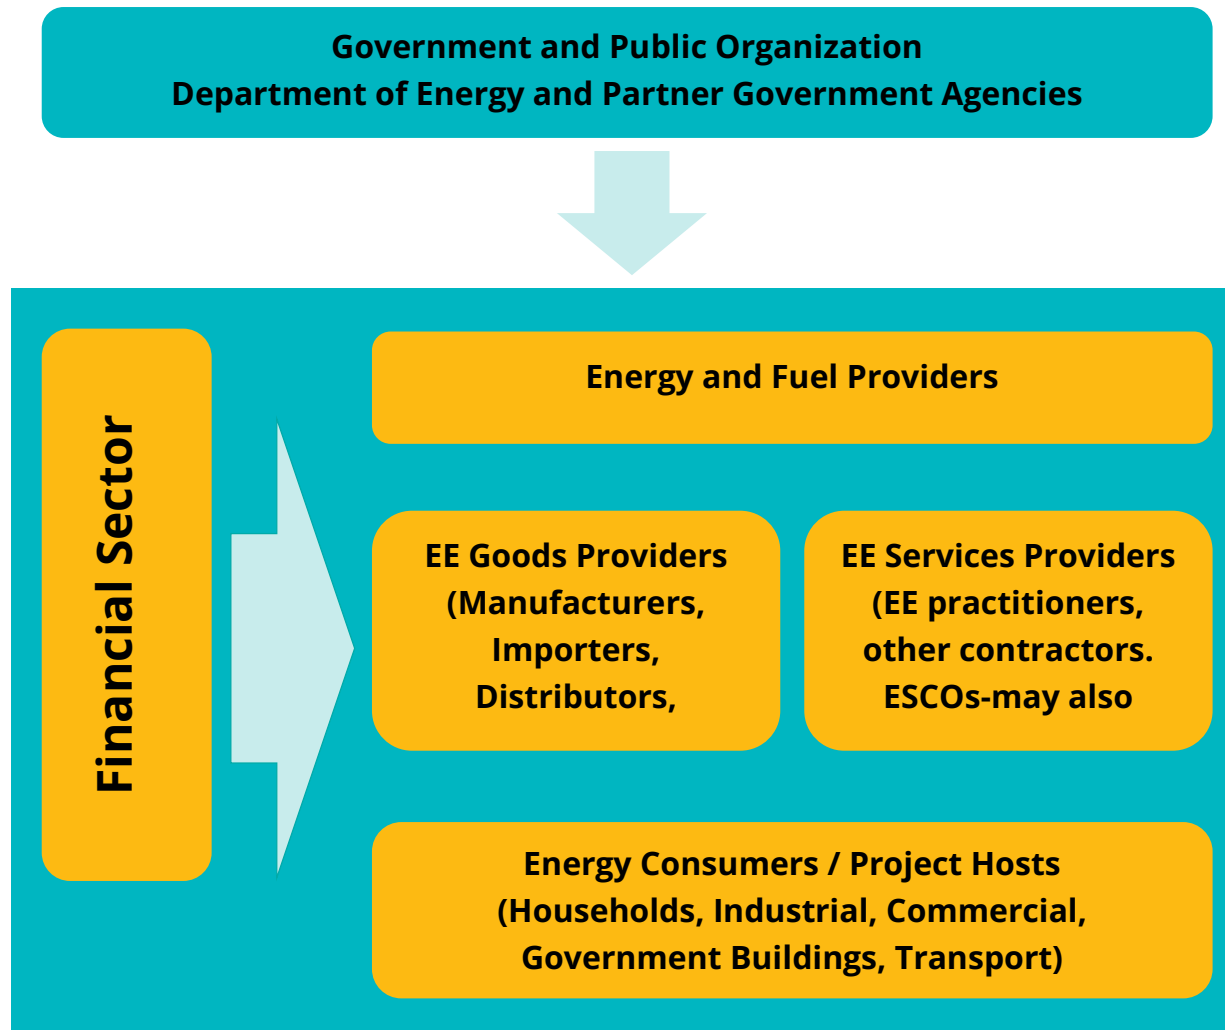 Government and Public Organization
Department of Energy and Partner Government Agencies
Financial Sector
Energy and Fuel Providers
EE Goods Providers
(Manufacturers,
Importers,
Distributors,
EE Services Providers
(EE practitioners,
other contractors.
ESCOs-may also
Energy Consumers / Project Hosts
(Households, Industrial, Commercial,
Government Buildings, Transport)